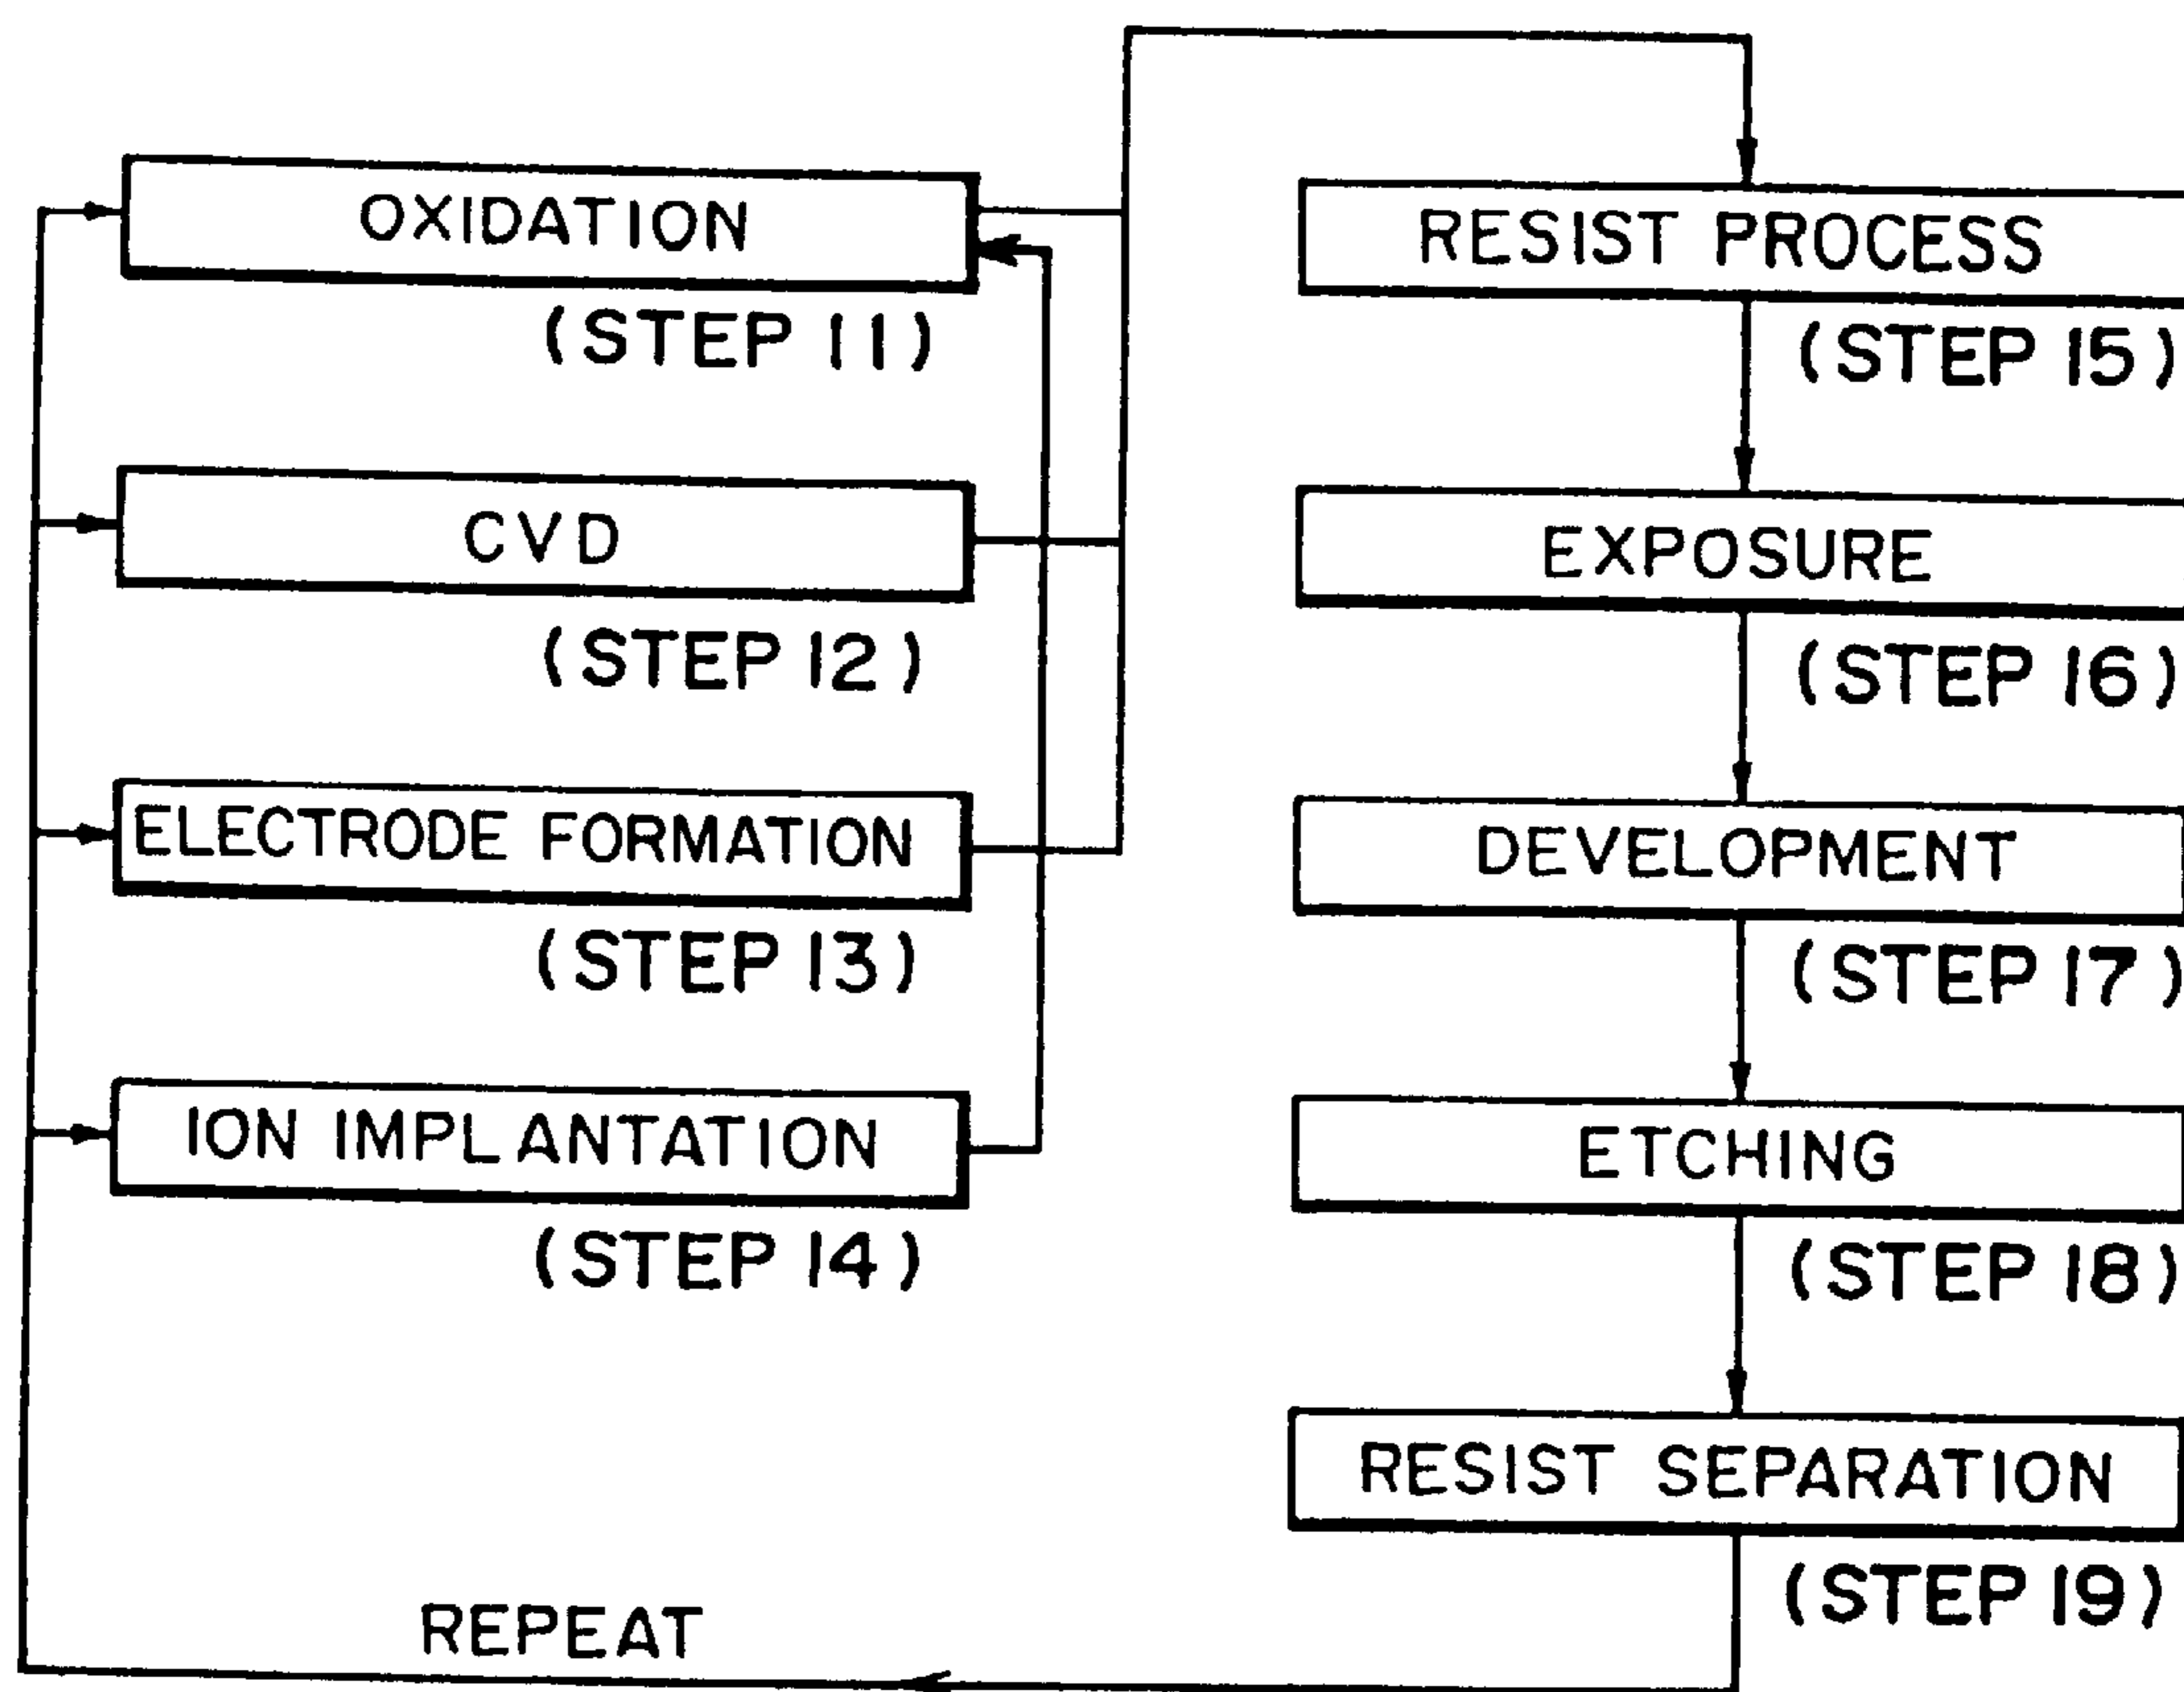 OXIDATION
(STEP 11)
CVD
(STEP 12)
ELECTRODE FORMATION
(STEP 13)
ION IMPLANTATION
(STEP 14)
RESIST PROCESS
(STEP 15)
EXPOSURE
(STEP 16)
DEVELOPMENT
(STEP 17)
ETCHING
(STEP 18)
RESIST SEPARATION
(STEP 19)
REPEAT